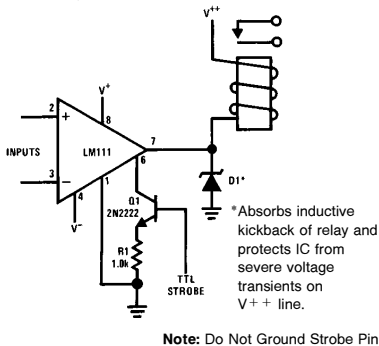 V++
V+
2
+
8
7
INPUTS
LM111
6
3
−
4
1
V−
Q1
2N2222
D1*
R1
1.0k
TTL
STROBE
*Absorbs inductive
kickback of relay and
protects IC from
severe voltage
transients on
V++ line.
Note: Do Not Ground Strobe Pin